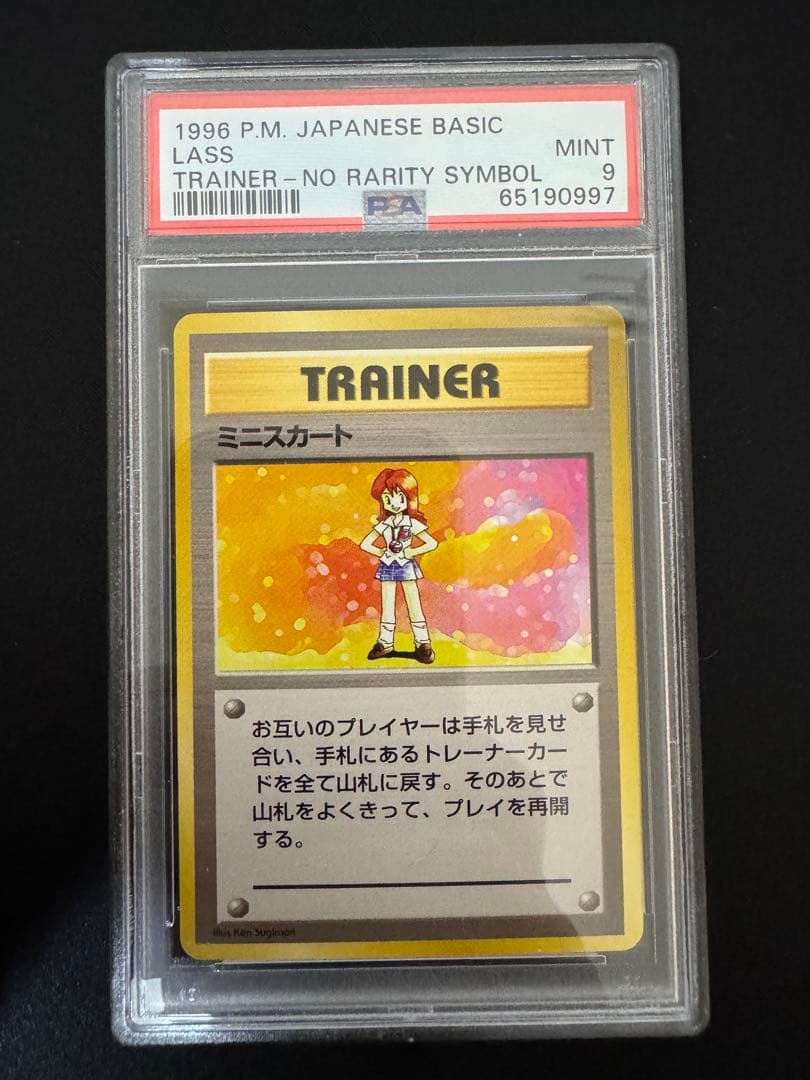 1996 P.M. JAPANESE BASIC
LASS MINT
TRAINER - NO RARITY SYMBOL 9
PSA 65190997
TRAINER
ミニスカート
お互いのプレイヤーは手札を見せ
合い、手札にあるトレーナーカー
ドを全て山札に戻す。そのあとで
山札をよくきって、プレイを再開
する。
Illus. Ken Sugimori